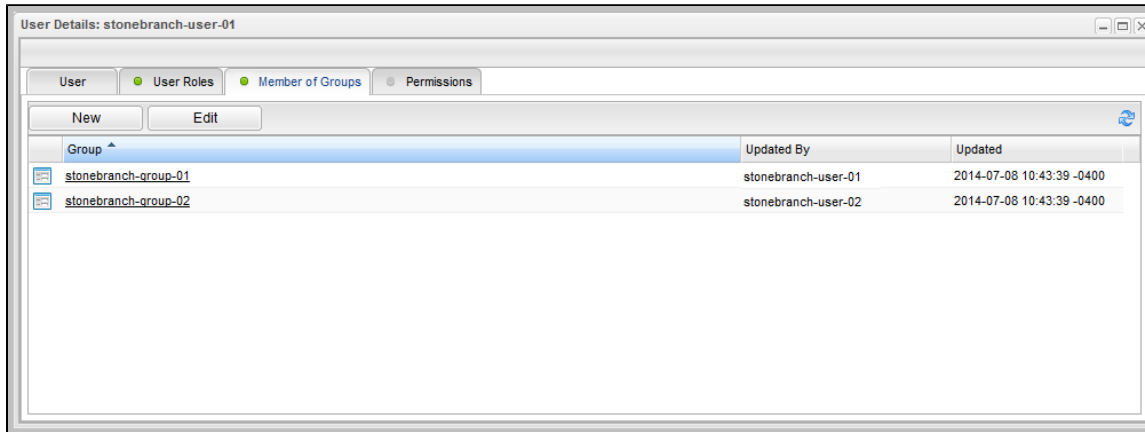 User Details: stonebranch-user-01
User User Roles Member of Groups Permissions
New Edit
Group Updated By Updated
stonebranch-group-01 stonebranch-user-01 2014-07-08 10:43:39 -0400
stonebranch-group-02 stonebranch-user-02 2014-07-08 10:43:39 -0400